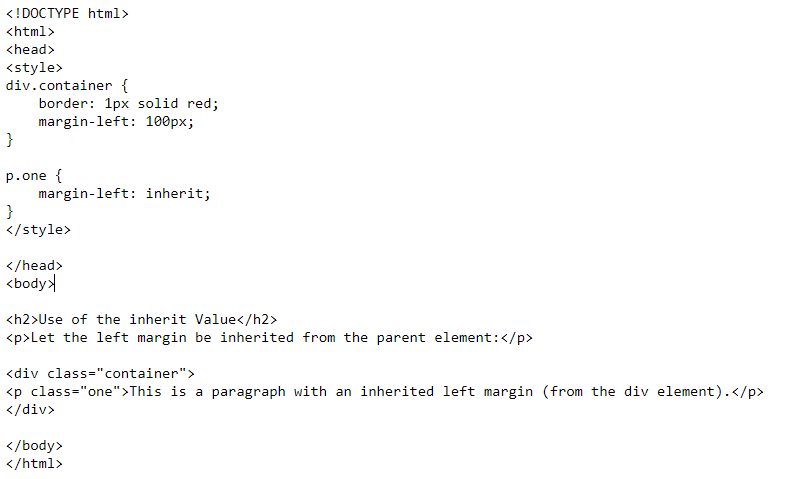 <!DOCTYPE html>
<html>
<head>
<style>
div.container {
    border: 1px solid red;
    margin-left: 100px;
}

p.one {
    margin-left: inherit;
}
</style>

</head>
<body>

<h2>Use of the inherit Value</h2>
<p>Let the left margin be inherited from the parent element:</p>

<div class="container">
<p class="one">This is a paragraph with an inherited left margin (from the div element).</p>
</div>

</body>
</html>